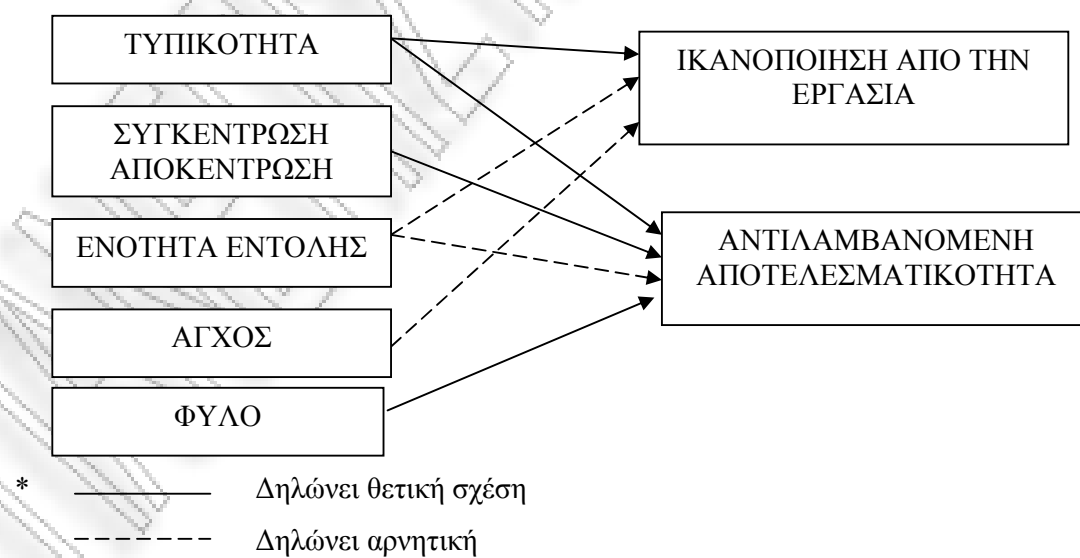 ΤΥΠΙΚΟΤΗΤΑ
ΣΥΓΚΕΝΤΡΩΣΗ
ΑΠΟΚΕΝΤΡΩΣΗ
ΕΝΟΤΗΤΑ ΕΝΤΟΛΗΣ
ΑΓΧΟΣ
ΦΥΛΟ
ΙΚΑΝΟΠΟΙΗΣΗ ΑΠΟ ΤΗΝ
ΕΡΓΑΣΙΑ
ΑΝΤΙΛΑΜΒΑΝΟΜΕΝΗ
ΑΠΟΤΕΛΕΣΜΑΤΙΚΟΤΗΤΑ
* Δηλώνει θετική σχέση
Δηλώνει αρνητική